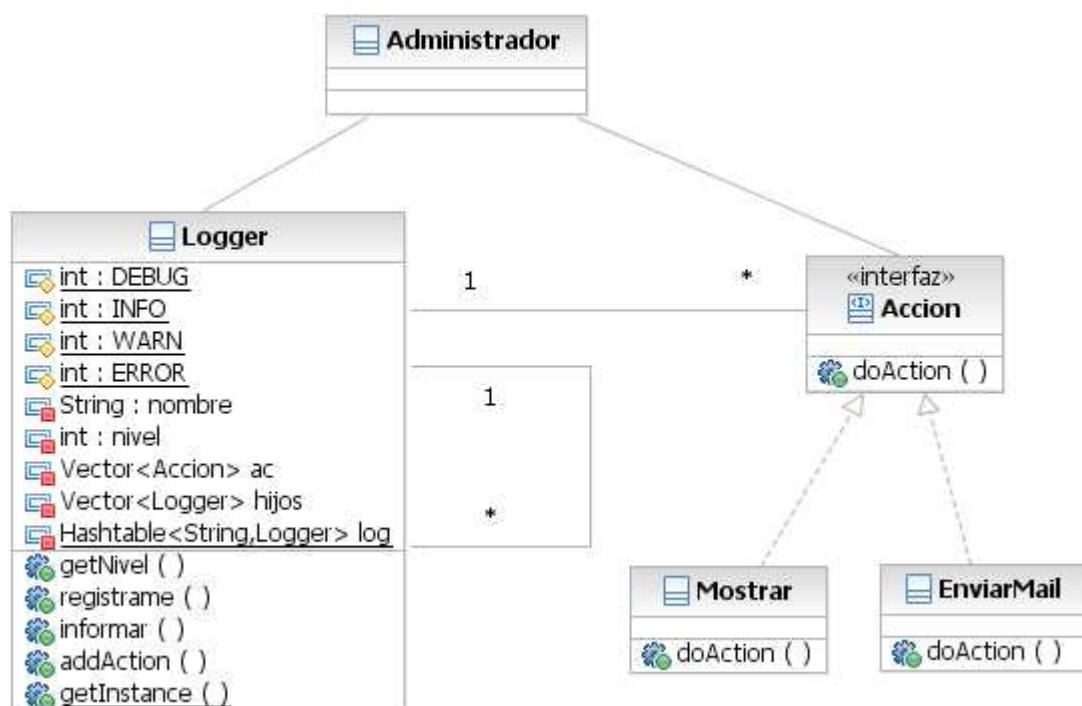 Administrador
Logger
int : DEBUG
int : INFO
int : WARN
int : ERROR
String : nombre
int : nivel
Vector<Accion> ac
Vector<Logger> hijos
Hashtable<String,Logger> log
getNivel ( )
registrame ( )
informar ( )
addAction ( )
getInstance ( )
1
*
1
*
«interfaz»
Accion
doAction ( )
Mostrar
doAction ( )
EnviarMail
doAction ( )